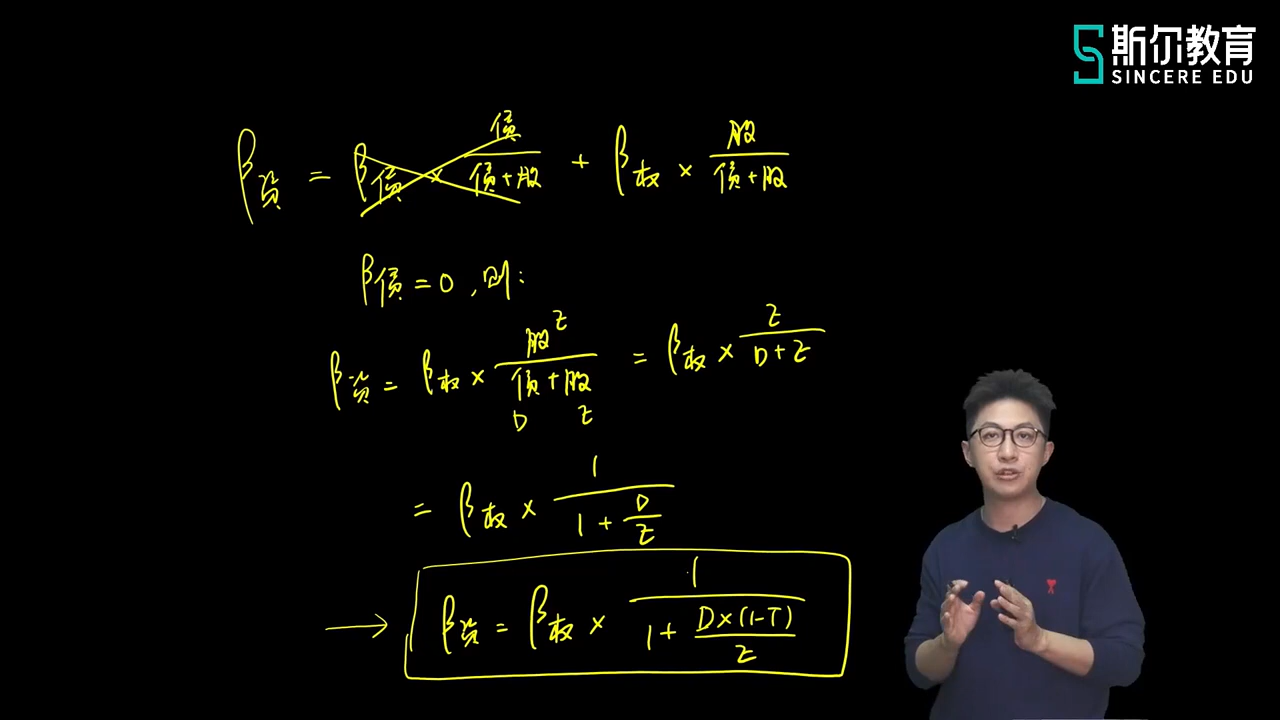 斯尔教育
SINCERE EDU
β资 = β债 × 债/(债+股) + β权 × 股/(债+股)
β债 = 0 , 则:
β资 = β权 × 股 Z/(债+股) D Z = β权 × Z/(D+Z)
= β权 × 1/(1 + D/Z)
→ β资 = β权 × 1/(1 + D×(1-T)/Z)